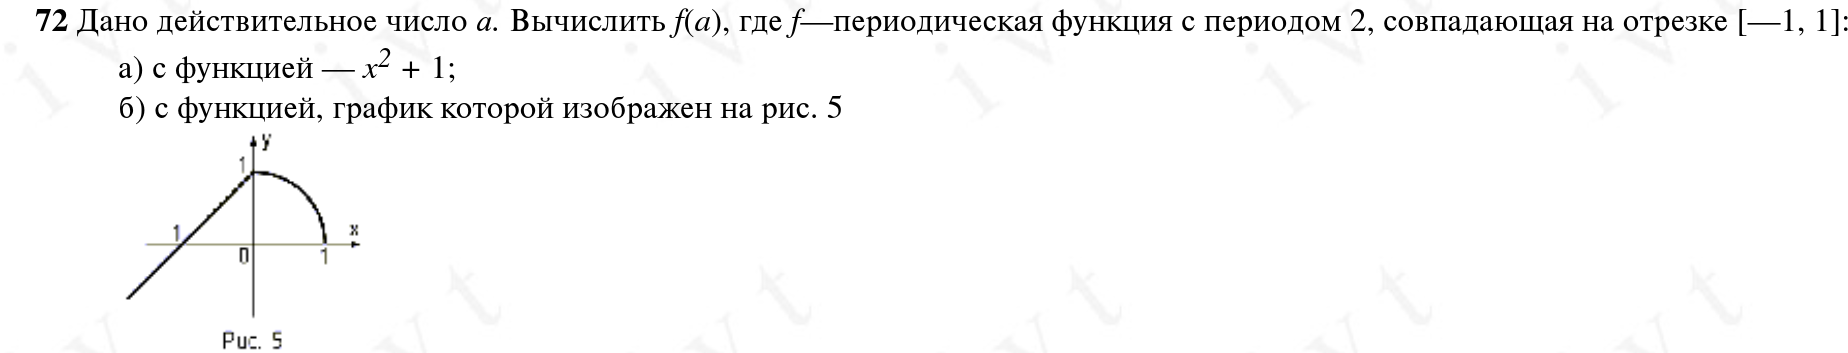 72 Дано действительное число a. Вычислить f(a), где f—периодическая функция с периодом 2, совпадающая на отрезке [—1, 1]:
а) с функцией — x² + 1;
б) с функцией, график которой изображен на рис. 5
y
1
1
x
0
1
Рис. 5